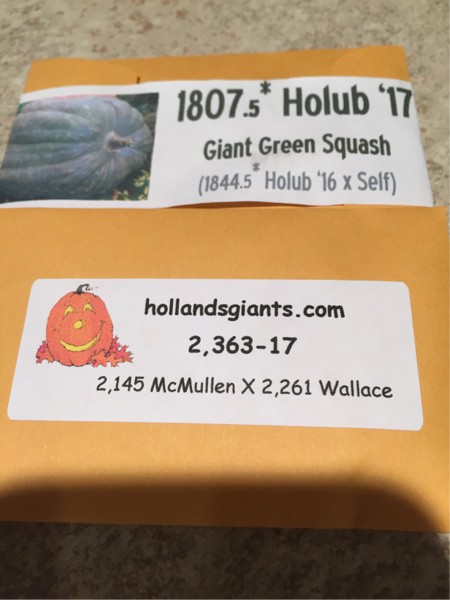 1807.5* Holub '17
Giant Green Squash
(1844.5* Holub '16 x Self)
hollandsgiants.com
2,363-17
2,145 McMullen X 2,261 Wallace